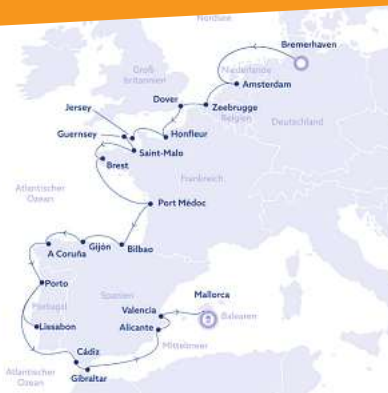 Nordsee
Bremerhaven
Groß-
britannien
Niederlande
Amsterdam
Dover
Zeebrugge
Belgien
Jersey
Deutschland
Guernsey
Honfleur
Saint-Malo
Brest
Frankreich
Atlantischer
Ozean
Port Médoc
A Coruña
Gijón
Bilbao
Porto
Spanien
Mallorca
Portugal
Valencia
Balearen
Lissabon
Alicante
Mittelmeer
Cádiz
Atlantischer
Ozean
Gibraltar